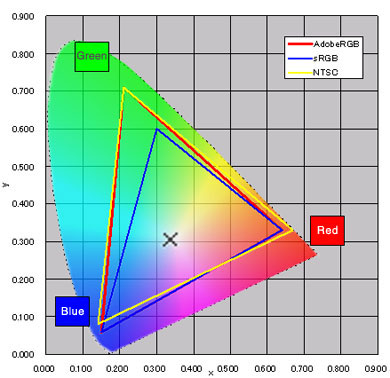 0.900
0.800
0.700
0.600
0.500
0.400
0.300
0.200
0.100
0.000
y
Green
AdobeRGB
sRGB
NTSC
Red
Blue
0.000 0.100 0.200 0.300 0.400 0.500 0.600 0.700 0.800 0.900
x